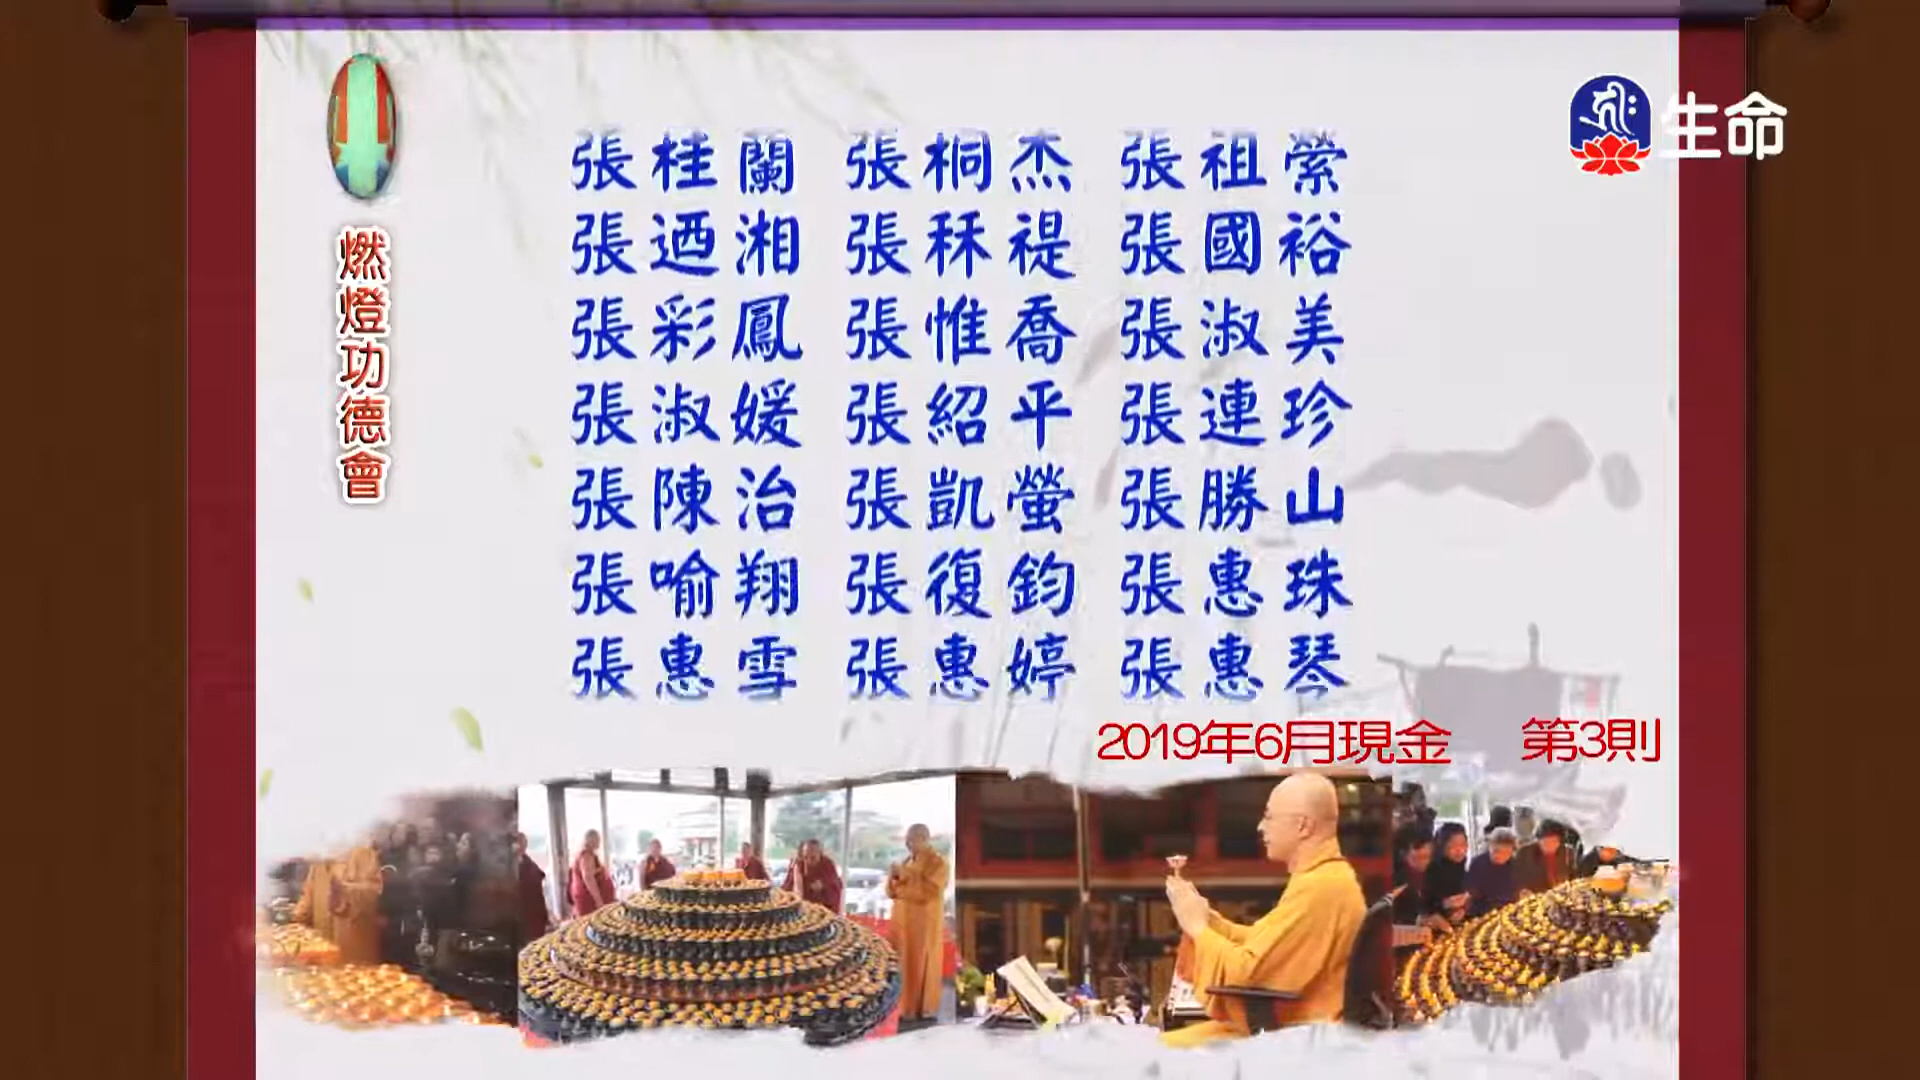 生命
燃燈功德會
張桂蘭 張桐杰 張祖縈
張迺湘 張秝禔 張國裕
張彩鳳 張惟喬 張淑美
張淑媛 張紹平 張連珍
張陳治 張凱螢 張勝山
張喻翔 張復鈞 張惠珠
張惠雪 張惠婷 張惠琴
2019年6月現金 第3則